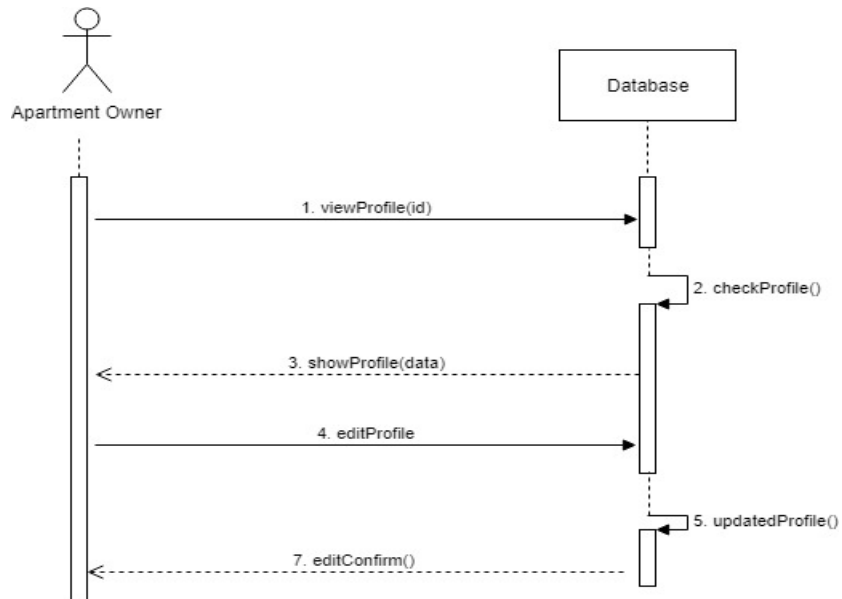 Apartment Owner
Database
1. viewProfile(id)
2. checkProfile()
3. showProfile(data)
4. editProfile
5. updatedProfile()
7. editConfirm()